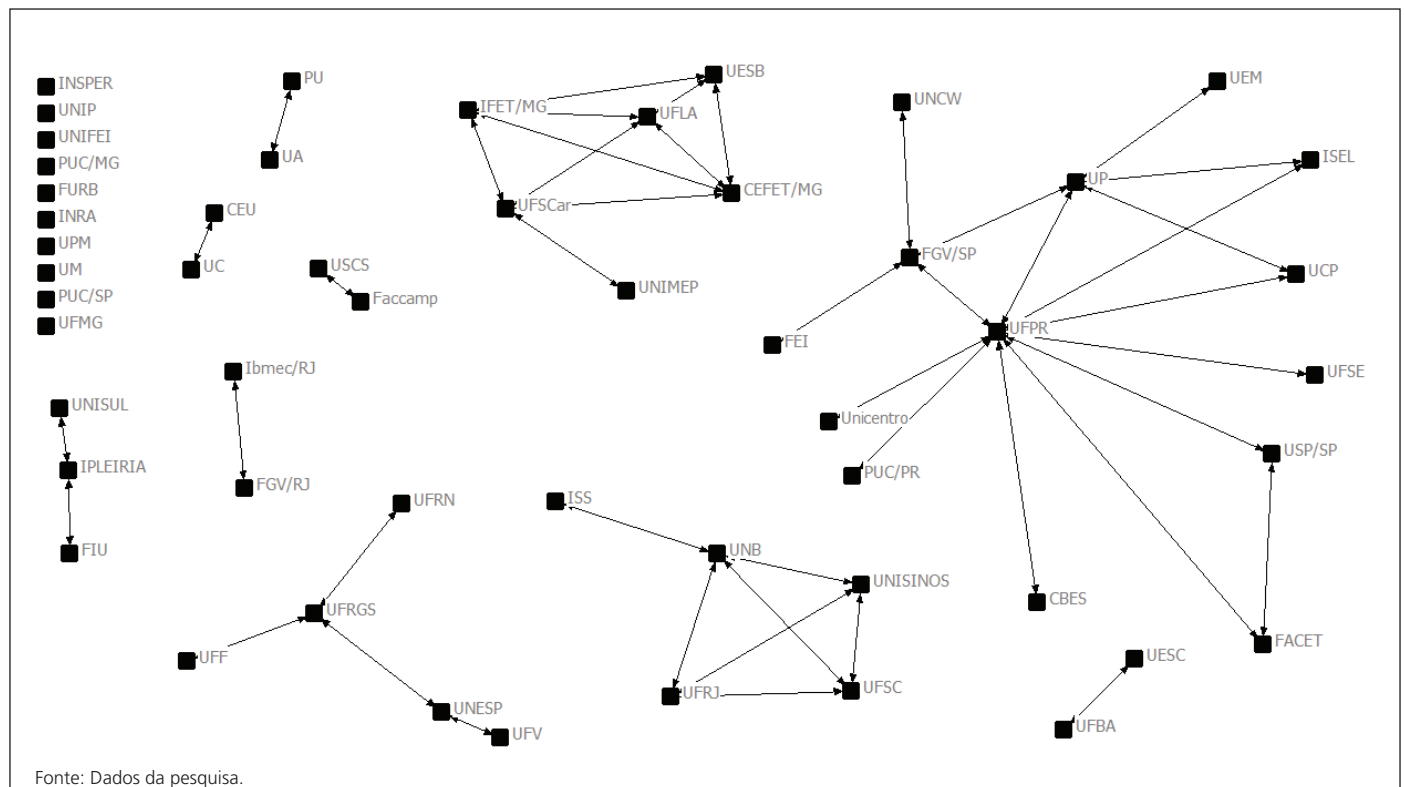 INSPER
UNIP
UNIFEI
PUC/MG
FURB
INRA
UPM
UM
PUC/SP
UFMG
PU
UA
CEU
UC
USCS
Faccamp
UESB
IFET/MG
UFLA
CEFET/MG
UFSCar
UNIMEP
UNCW
UEM
ISEL
UP
FGV/SP
UCP
UFPR
FEI
UFSE
Unicentro
USP/SP
PUC/PR
Ibmec/RJ
FGV/RJ
UNISUL
IPLEIRIA
FIU
UFRN
UFRGS
UFF
UNESP
UFV
ISS
UNB
UNISINOS
UFRJ
UFSC
CBES
FACET
UESC
UFBA
Fonte: Dados da pesquisa.